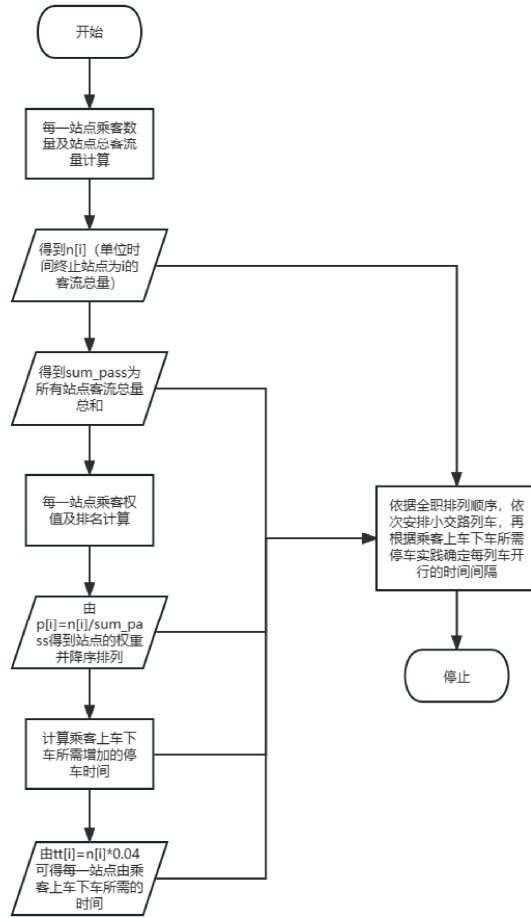 开始
每一站点乘客数
量及站点总客流
量计算
得到n[i]（单位时
间终止站点为i的
客流总量）
得到sum_pass为
所有站点客流总量
总和
每一站点乘客权
值及排名计算
由
p[i]=n[i]/sum_pa
ss得到站点的权重
并降序排列
计算乘客上车下
车所需增加的停
车时间
由tt[i]=n[i]*0.04
可得每一站点由乘
客上车下车所需的
时间
依据全职排列顺序，依
次安排小交路列车，再
根据乘客上车下车所需
停车实践确定每列车开
行的时间间隔
停止